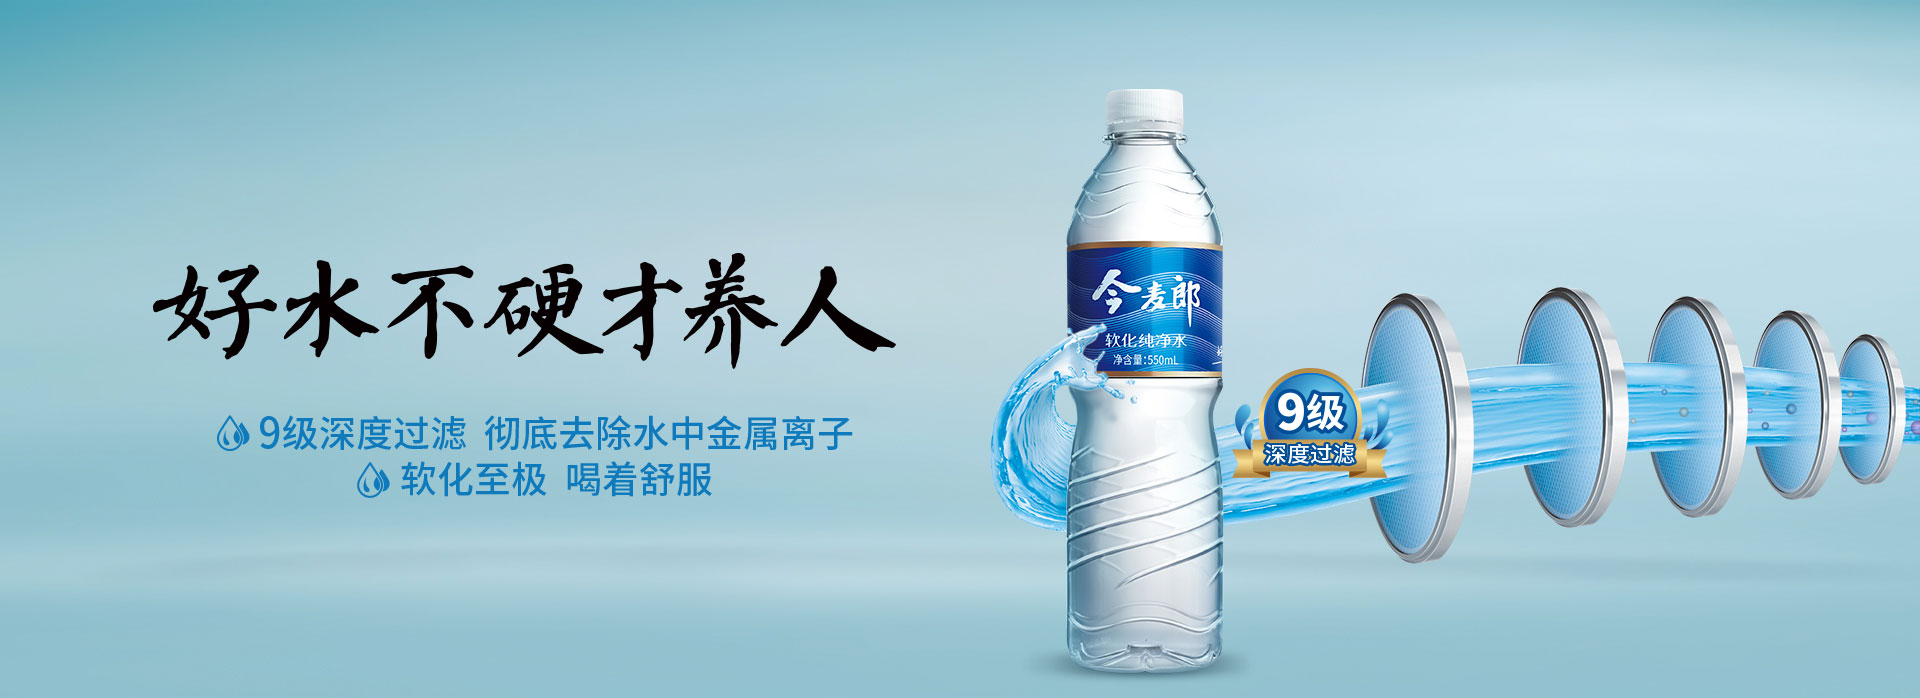 好水不硬才养人
9级深度过滤 彻底去除水中金属离子
软化至极 喝着舒服
今麦郎
软化纯净水
净含量:550mL
9级
深度过滤